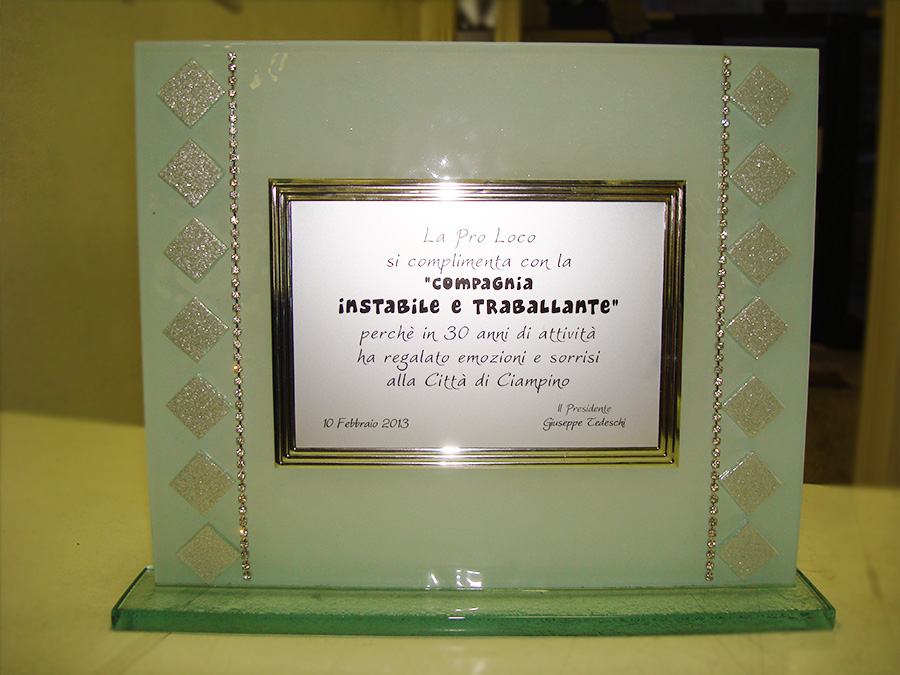 La Pro Loco
si complimenta con la
"COMPAGNIA
INSTABILE E TRABALLANTE"
perchè in 30 anni di attività
ha regalato emozioni e sorrisi
alla Città di Ciampino
Il Presidente
10 Febbraio 2013 Giuseppe Tedeschi